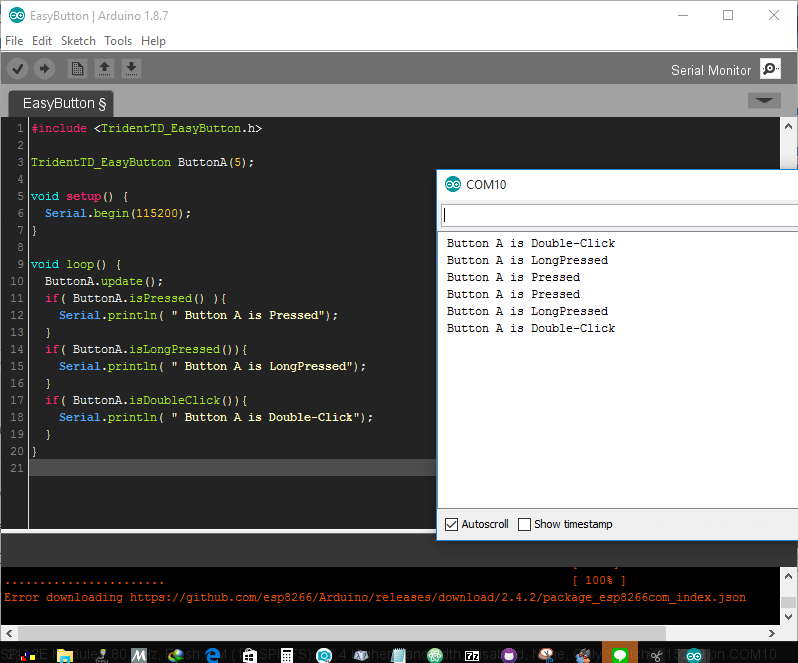 EasyButton | Arduino 1.8.7
File Edit Sketch Tools Help
Serial Monitor
EasyButton §
1 #include <TridentTD_EasyButton.h>
2
3 TridentTD_EasyButton ButtonA(5);
4
5 void setup() {
6 Serial.begin(115200);
7 }
8
9 void loop() {
10 ButtonA.update();
11 if( ButtonA.isPressed() ){
12 Serial.println( " Button A is Pressed");
13 }
14 if( ButtonA.isLongPressed()){
15 Serial.println( " Button A is LongPressed");
16 }
17 if( ButtonA.isDoubleClick()){
18 Serial.println( " Button A is Double-Click");
19 }
20 }
21
COM10
Button A is Double-Click
Button A is LongPressed
Button A is Pressed
Button A is Pressed
Button A is LongPressed
Button A is Double-Click
Autoscroll Show timestamp
....................... [ 100% ]
Error downloading https://github.com/esp8266/Arduino/releases/download/2.4.2/package_esp8266com_index.json
on COM10